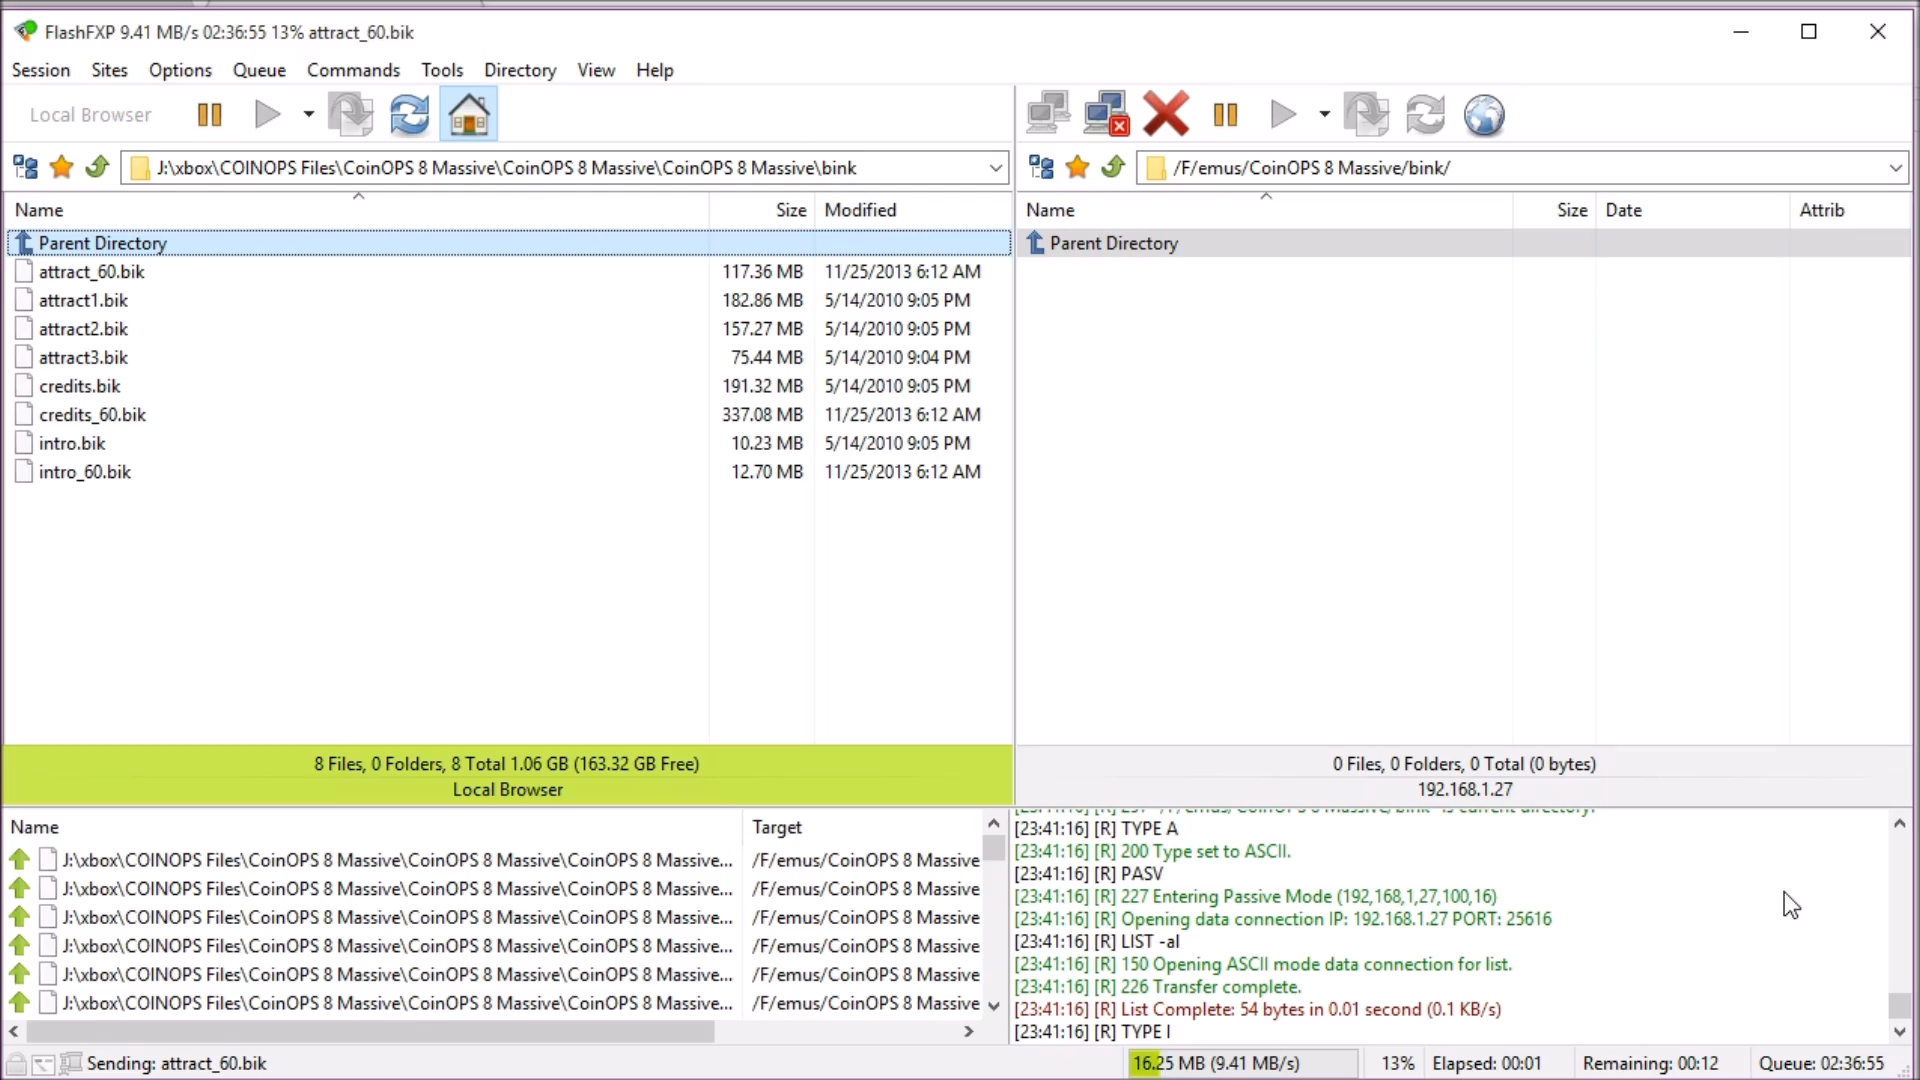 FlashFXP 9.41 MB/s 02:36:55 13% attract_60.bik
Session Sites Options Queue Commands Tools Directory View Help
Local Browser
J:\xbox\COINOPS Files\CoinOPS 8 Massive\CoinOPS 8 Massive\CoinOPS 8 Massive\bink
Name Size Modified
Parent Directory
attract_60.bik 117.36 MB 11/25/2013 6:12 AM
attract1.bik 182.86 MB 5/14/2010 9:05 PM
attract2.bik 157.27 MB 5/14/2010 9:05 PM
attract3.bik 75.44 MB 5/14/2010 9:04 PM
credits.bik 191.32 MB 5/14/2010 9:05 PM
credits_60.bik 337.08 MB 11/25/2013 6:12 AM
intro.bik 10.23 MB 5/14/2010 9:05 PM
intro_60.bik 12.70 MB 11/25/2013 6:12 AM
8 Files, 0 Folders, 8 Total 1.06 GB (163.32 GB Free)
Local Browser
/F/emus/CoinOPS 8 Massive/bink/
Name Size Date Attrib
Parent Directory
0 Files, 0 Folders, 0 Total (0 bytes)
192.168.1.27
Name Target
J:\xbox\COINOPS Files\CoinOPS 8 Massive\CoinOPS 8 Massive\CoinOPS 8 Massive... /F/emus/CoinOPS 8 Massive
J:\xbox\COINOPS Files\CoinOPS 8 Massive\CoinOPS 8 Massive\CoinOPS 8 Massive... /F/emus/CoinOPS 8 Massive
J:\xbox\COINOPS Files\CoinOPS 8 Massive\CoinOPS 8 Massive\CoinOPS 8 Massive... /F/emus/CoinOPS 8 Massive
J:\xbox\COINOPS Files\CoinOPS 8 Massive\CoinOPS 8 Massive\CoinOPS 8 Massive... /F/emus/CoinOPS 8 Massive
J:\xbox\COINOPS Files\CoinOPS 8 Massive\CoinOPS 8 Massive\CoinOPS 8 Massive... /F/emus/CoinOPS 8 Massive
J:\xbox\COINOPS Files\CoinOPS 8 Massive\CoinOPS 8 Massive\CoinOPS 8 Massive... /F/emus/CoinOPS 8 Massive
[23:41:16] [R] TYPE A
[23:41:16] [R] 200 Type set to ASCII.
[23:41:16] [R] PASV
[23:41:16] [R] 227 Entering Passive Mode (192,168,1,27,100,16)
[23:41:16] [R] Opening data connection IP: 192.168.1.27 PORT: 25616
[23:41:16] [R] LIST -al
[23:41:16] [R] 150 Opening ASCII mode data connection for list.
[23:41:16] [R] 226 Transfer complete.
[23:41:16] [R] List Complete: 54 bytes in 0.01 second (0.1 KB/s)
[23:41:16] [R] TYPE I
Sending: attract_60.bik 16.25 MB (9.41 MB/s) 13% Elapsed: 00:01 Remaining: 00:12 Queue: 02:36:55